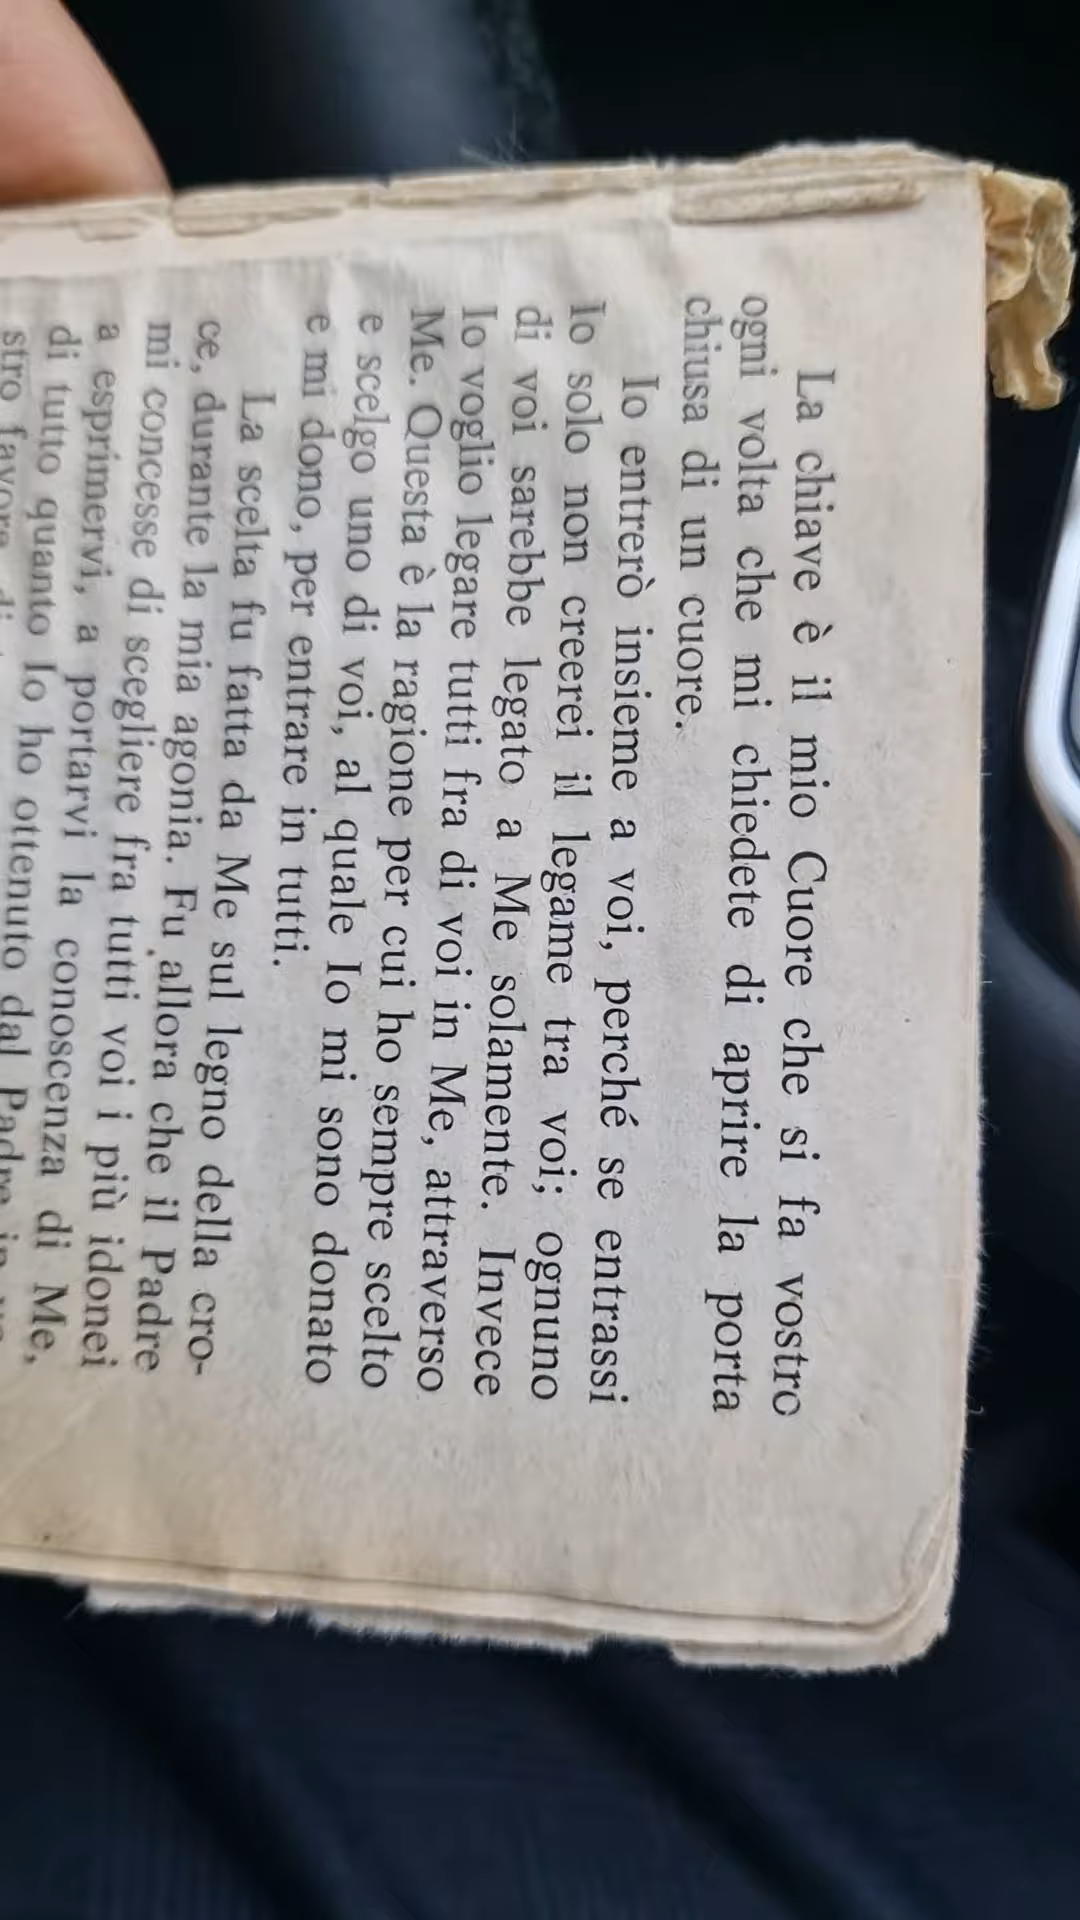 La chiave è il mio Cuore che si fa vostro
ogni volta che mi chiedete di aprire la porta
chiusa di un cuore.
Io entrerò insieme a voi, perché se entrassi
Io solo non creerei il legame tra voi; ognuno
di voi sarebbe legato a Me solamente. Invece
Io voglio legare tutti fra di voi in Me, attraverso
Me. Questa è la ragione per cui ho sempre scelto
e scelgo uno di voi, al quale Io mi sono donato
e mi dono, per entrare in tutti.
La scelta fu fatta da Me sul legno della cro-
ce, durante la mia agonia. Fu allora che il Padre
mi concesse di scegliere fra tutti voi i più idonei
a esprimervi, a portarvi la conoscenza di Me,
di tutto quanto Io ho ottenuto dal Padre in
stro favore di